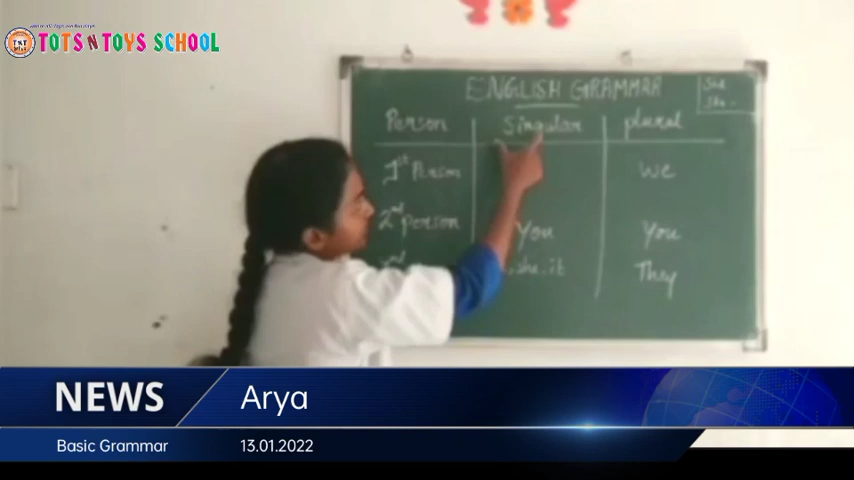 TOTS N TOYS SCHOOL
ENGLISH GRAMMAR
Person Singular plural
1st Person We
2nd person You You
she.it They
NEWS Arya
Basic Grammar 13.01.2022